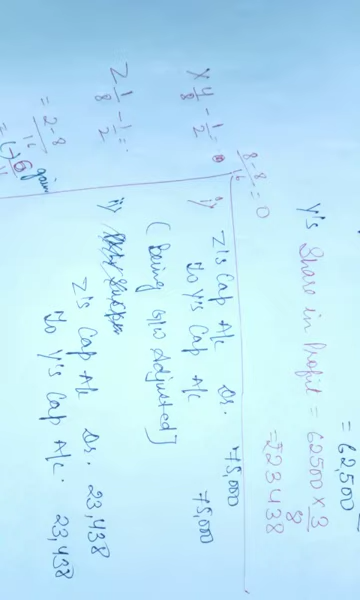 = 62,500
Y's Share in Profit = 62500 × 3/8
= ₹23438
8-8/16 = 0
X 4/8 - 1/2 = 0
Z 1/8 - 1/2 =
= 2-8/16
= (-) 6/ gain
i) Z's Cap A/c Dr. 75,000
To Y's Cap A/c 75,000
(Being G/W Adjusted)
ii)
Z's Cap A/c Dr. 23,438
To Y's Cap A/c. 23,438